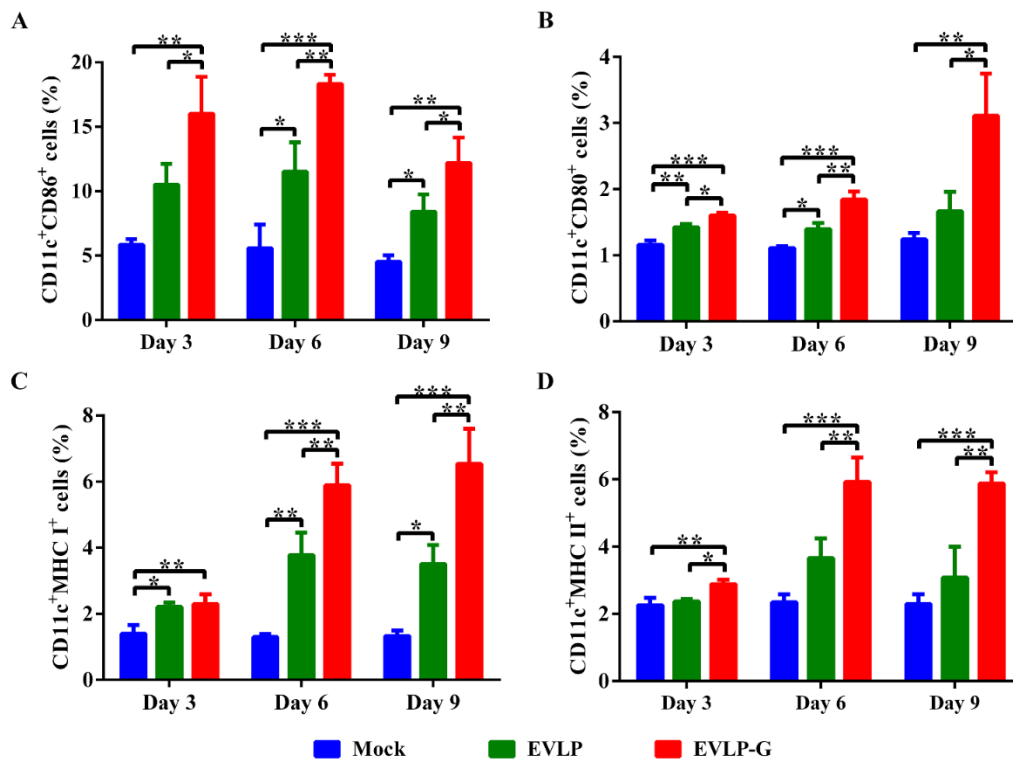 A
CD11c⁺CD86⁺ cells (%)
20
15
10
5
0
** * *** ** * ** * *
Day 3 Day 6 Day 9
B
CD11c⁺CD80⁺ cells (%)
4
3
2
1
0
*** ** * *** ** * ** *
Day 3 Day 6 Day 9
C
CD11c⁺MHC I⁺ cells (%)
8
6
4
2
0
** * *** ** ** *** ** *
Day 3 Day 6 Day 9
D
CD11c⁺MHC II⁺ cells (%)
8
6
4
2
0
** * *** ** *** **
Day 3 Day 6 Day 9
Mock EVLP EVLP-G